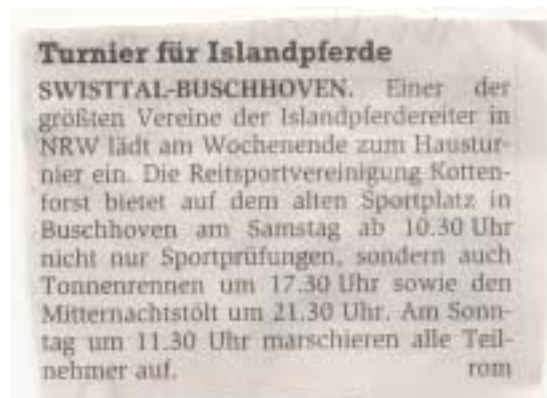 Turnier für Islandpferde
SWISTTAL-BUSCHHOVEN. Einer der
größten Vereine der Islandpferdereiter in
NRW lädt am Wochenende zum Haustur-
nier ein. Die Reitsportvereinigung Kotten-
forst bietet auf dem alten Sportplatz in
Buschhoven am Samstag ab 10.30 Uhr
nicht nur Sportprüfungen, sondern auch
Tonnenrennen um 17.30 Uhr sowie den
Mitternachtstölt um 21.30 Uhr. Am Sonn-
tag um 11.30 Uhr marschieren alle Teil-
nehmer auf. rom